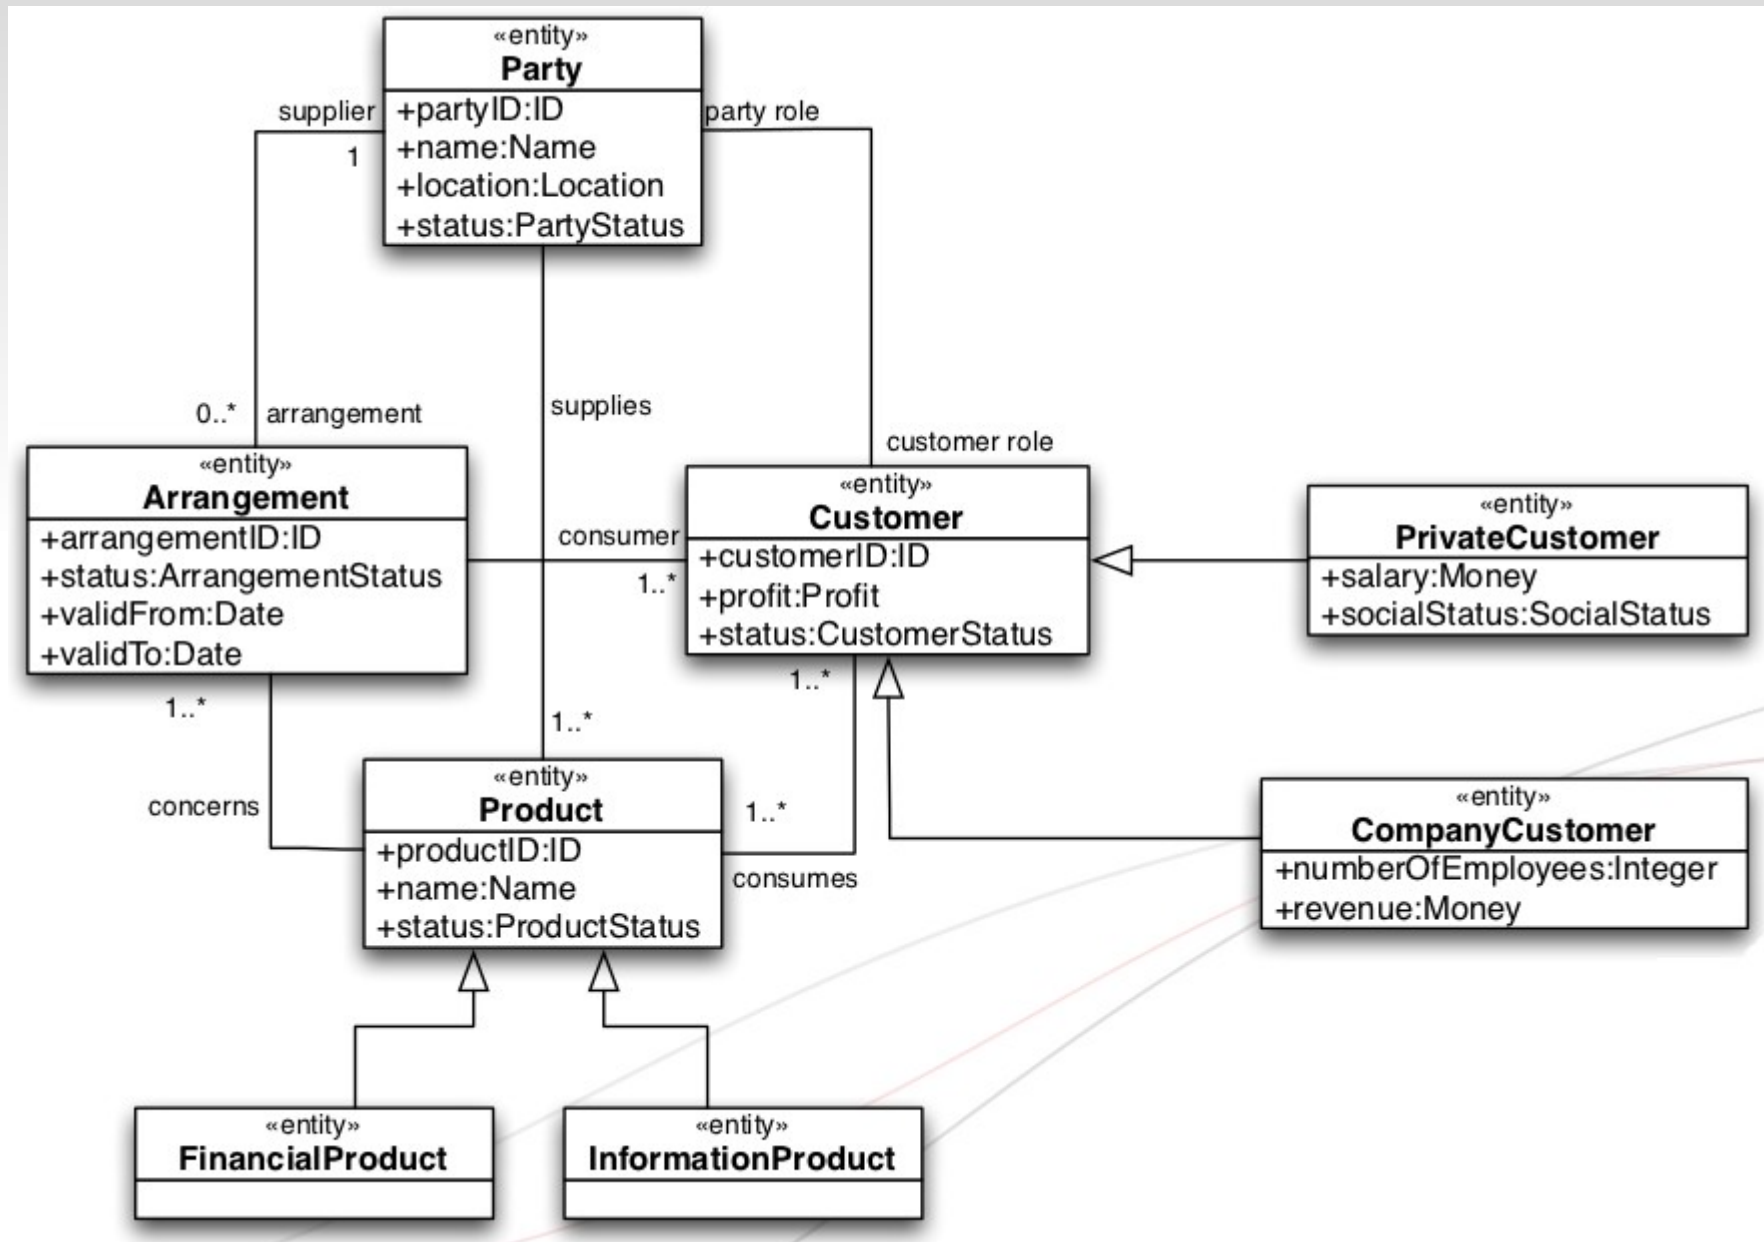 «entity»
Party
+partyID:ID
+name:Name
+location:Location
+status:PartyStatus
supplier
1
party role
0..*
arrangement
supplies
customer role
«entity»
Arrangement
+arrangementID:ID
+status:ArrangementStatus
+validFrom:Date
+validTo:Date
consumer
1..*
«entity»
Customer
+customerID:ID
+profit:Profit
+status:CustomerStatus
«entity»
PrivateCustomer
+salary:Money
+socialStatus:SocialStatus
1..*
1..*
1..*
concerns
«entity»
Product
+productID:ID
+name:Name
+status:ProductStatus
1..*
consumes
«entity»
CompanyCustomer
+numberOfEmployees:Integer
+revenue:Money
«entity»
FinancialProduct
«entity»
InformationProduct